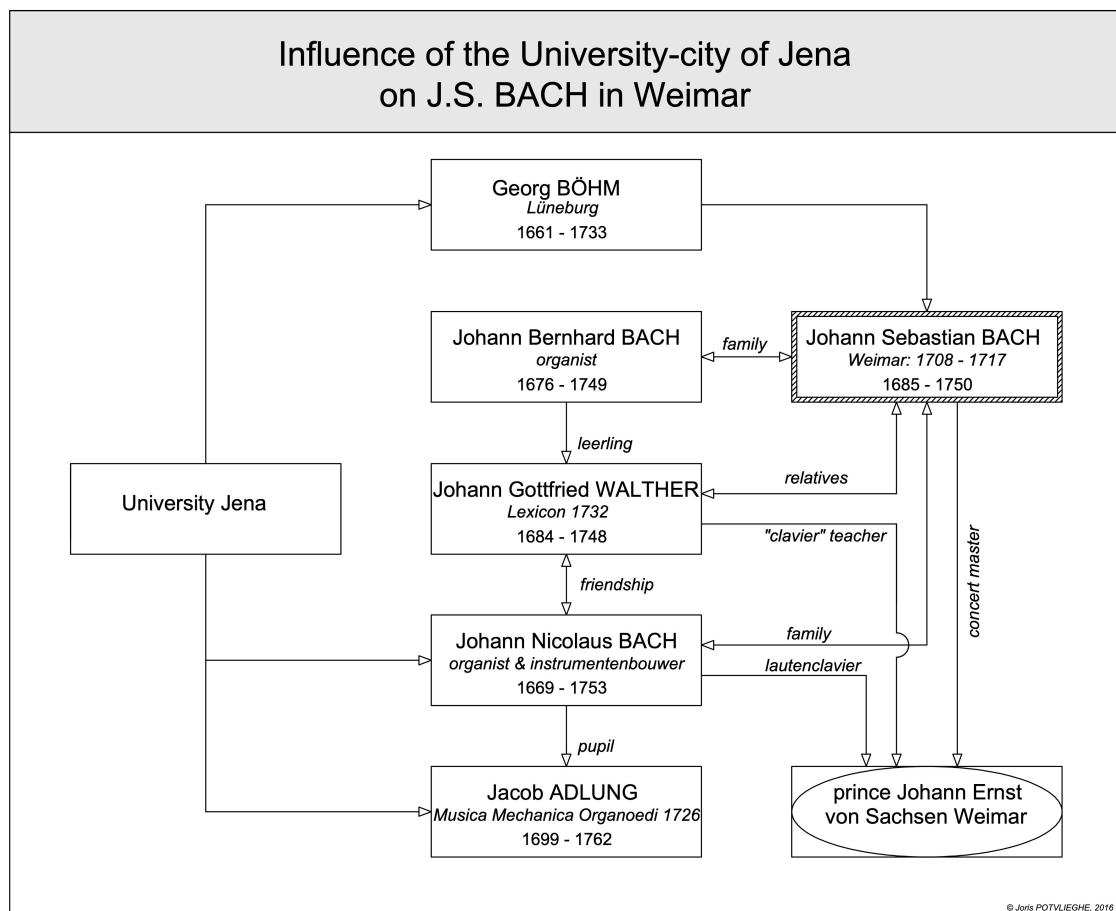 Influence of the University-city of Jena
on J.S. BACH in Weimar
Georg BÖHM
Lüneburg
1661 - 1733
Johann Bernhard BACH
organist
1676 - 1749
family
Johann Sebastian BACH
Weimar: 1708 - 1717
1685 - 1750
leerling
University Jena
Johann Gottfried WALTHER
Lexicon 1732
1684 - 1748
relatives
"clavier" teacher
concert master
friendship
Johann Nicolaus BACH
organist & instrumentenbouwer
1669 - 1753
family
lautenclavier
pupil
Jacob ADLUNG
Musica Mechanica Organoedi 1726
1699 - 1762
prince Johann Ernst
von Sachsen Weimar
© Joris POTVLIEGHE, 2016